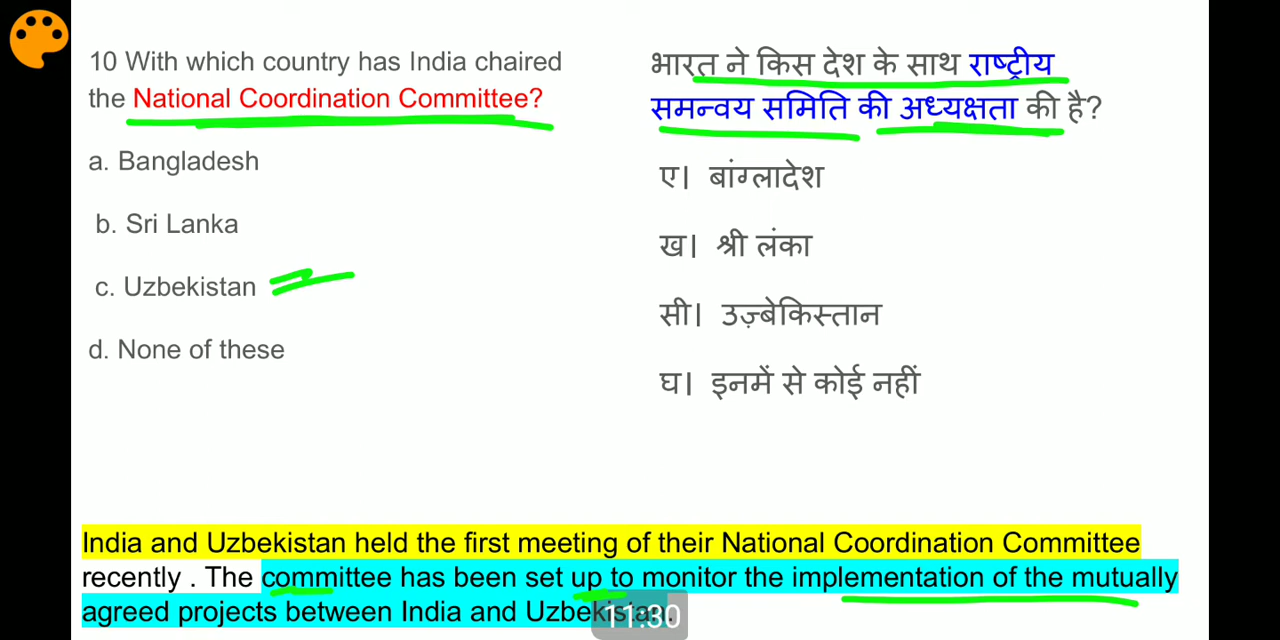 10 With which country has India chaired
the National Coordination Committee?
a. Bangladesh
b. Sri Lanka
c. Uzbekistan
d. None of these
भारत ने किस देश के साथ राष्ट्रीय
समन्वय समिति की अध्यक्षता की है?
ए। बांग्लादेश
ख। श्री लंका
सी। उज़्बेकिस्तान
घ। इनमें से कोई नहीं
India and Uzbekistan held the first meeting of their National Coordination Committee
recently . The committee has been set up to monitor the implementation of the mutually
agreed projects between India and Uzbekistan.
11:30